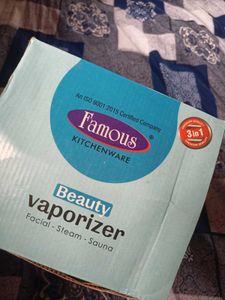 An ISO 9001:2015 Certified Company
Famous
KITCHENWARE
3 in 1
Beauty
vaporizer
Facial - Steam - Sauna